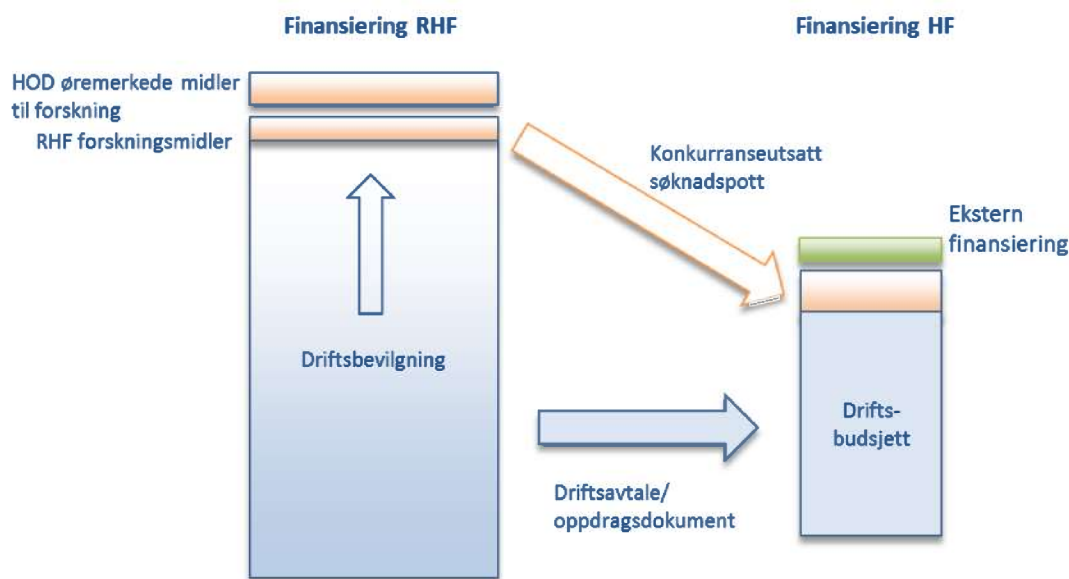 Finansiering RHF
Finansiering HF
HOD øremerkede midler
til forskning
RHF forskningsmidler
Konkurranseutsatt
søknadspott
Ekstern
finansiering
Driftsbevilgning
Drifts-
budsjett
Driftsavtale/
oppdragsdokument